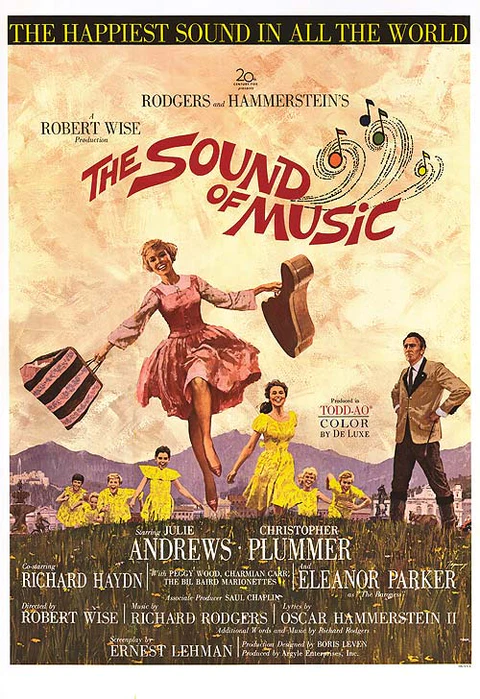 THE HAPPIEST SOUND IN ALL THE WORLD
20th
CENTURY-FOX
presents
RODGERS and HAMMERSTEIN'S
A
ROBERT WISE
Production
THE SOUND
OF MUSIC
Produced in
TODD-AO®
COLOR
BY DE LUXE
Starring JULIE ANDREWS · CHRISTOPHER PLUMMER
Co-starring
RICHARD HAYDN
With PEGGY WOOD, CHARMIAN CARR,
THE BIL BAIRD MARIONETTES
And
ELEANOR PARKER
as "The Baroness"
Associate Producer SAUL CHAPLIN
Directed by
ROBERT WISE
Music by
RICHARD RODGERS
Lyrics by
OSCAR HAMMERSTEIN II
Additional Words and Music by Richard Rodgers
Screenplay by
ERNEST LEHMAN
Production Designed by BORIS LEVEN
Produced by Argyle Enterprises, Inc.